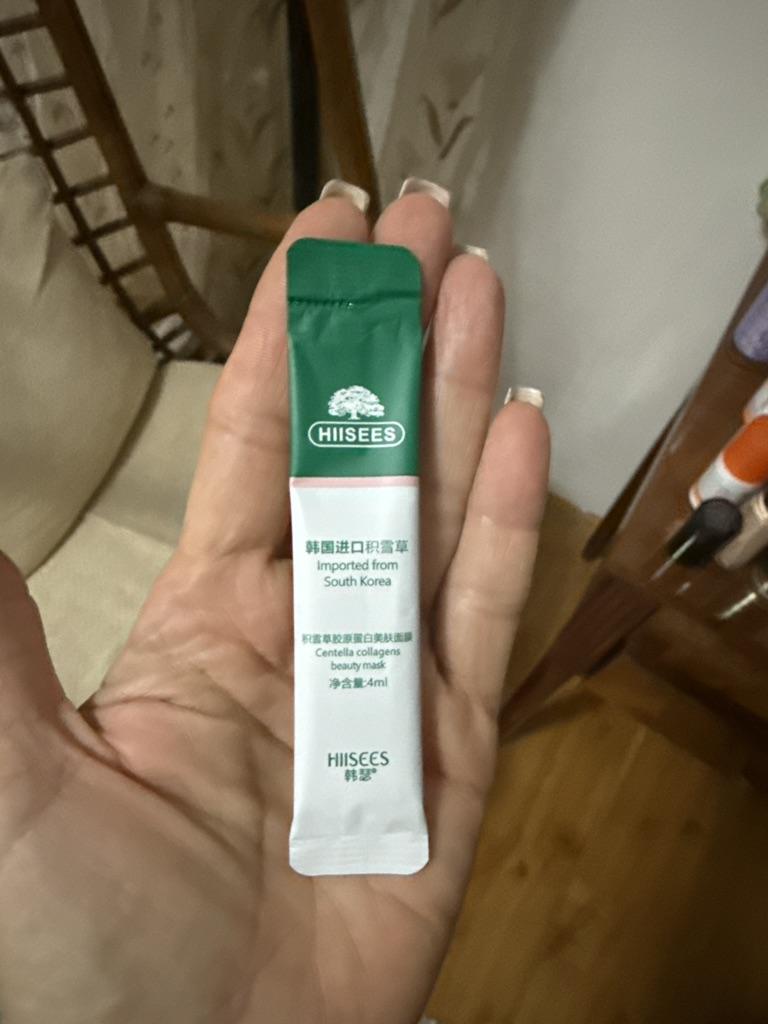 HIISEES
韩国进口积雪草
Imported from
South Korea
积雪草胶原蛋白美肤面膜
Centella collagens
beauty mask
净含量:4ml
HIISEES
韩瑟®